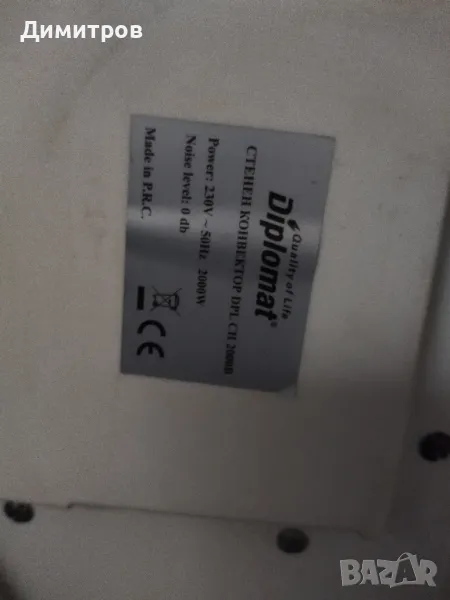 Димитров
Quality of Life
Diplomat®
СТЕНЕН КОНВЕКТОР DPL CH 2000B
Power: 230V ~ 50Hz 2000W
Noise level: 0 db
Made in P.R.C.
CE
BAZAR